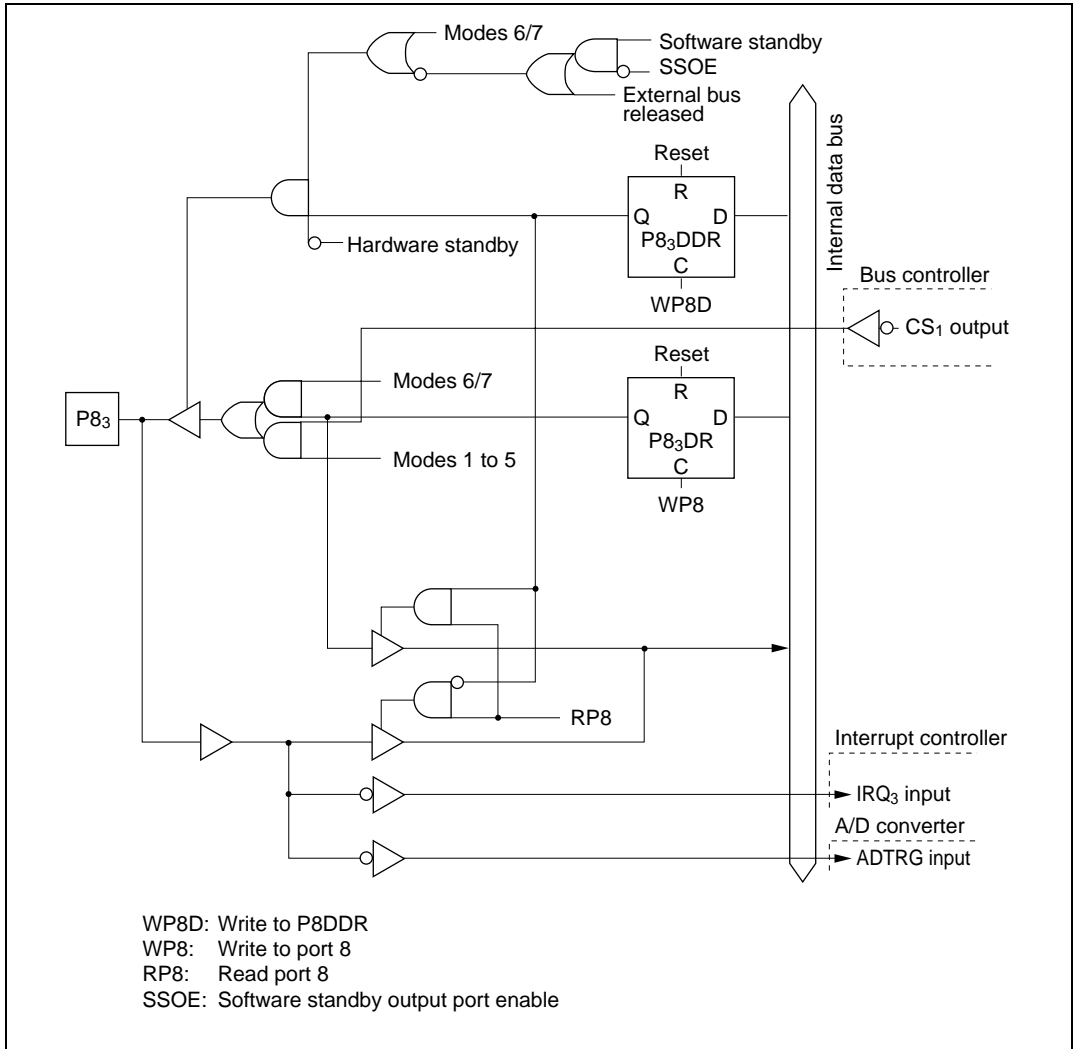 Modes 6/7
Software standby
SSOE
External bus
released
Reset
R
Q D
P8₃DDR
C
WP8D
Hardware standby
Internal data bus
Bus controller
CS₁ output
Reset
R
Q D
P8₃DR
C
WP8
Modes 6/7
P8₃
Modes 1 to 5
RP8
Interrupt controller
IRQ₃ input
A/D converter
ADTRG input
WP8D: Write to P8DDR
WP8: Write to port 8
RP8: Read port 8
SSOE: Software standby output port enable